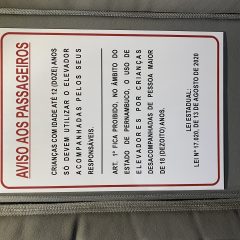 AVISO AOS PASSAGEIROS
CRIANÇAS COM IDADE ATÉ 12 (DOZE) ANOS
SO DEVEM UTILIZAR O ELEVADOR
ACOMPANHADAS PELOS SEUS
RESPONSÁVEIS.
ART. 1º FICA PROIBIDO, NO ÂMBITO DO
ESTADO DE PERNAMBUCO, O USO DE
ELEVADORES POR CRIANÇAS
DESACOMPANHADAS DE PESSOA MAIOR
DE 18 (DEZOITO) ANOS.
LEI ESTADUAL:
LEI Nº 17.020, DE 13 DE AGOSTO DE 2020